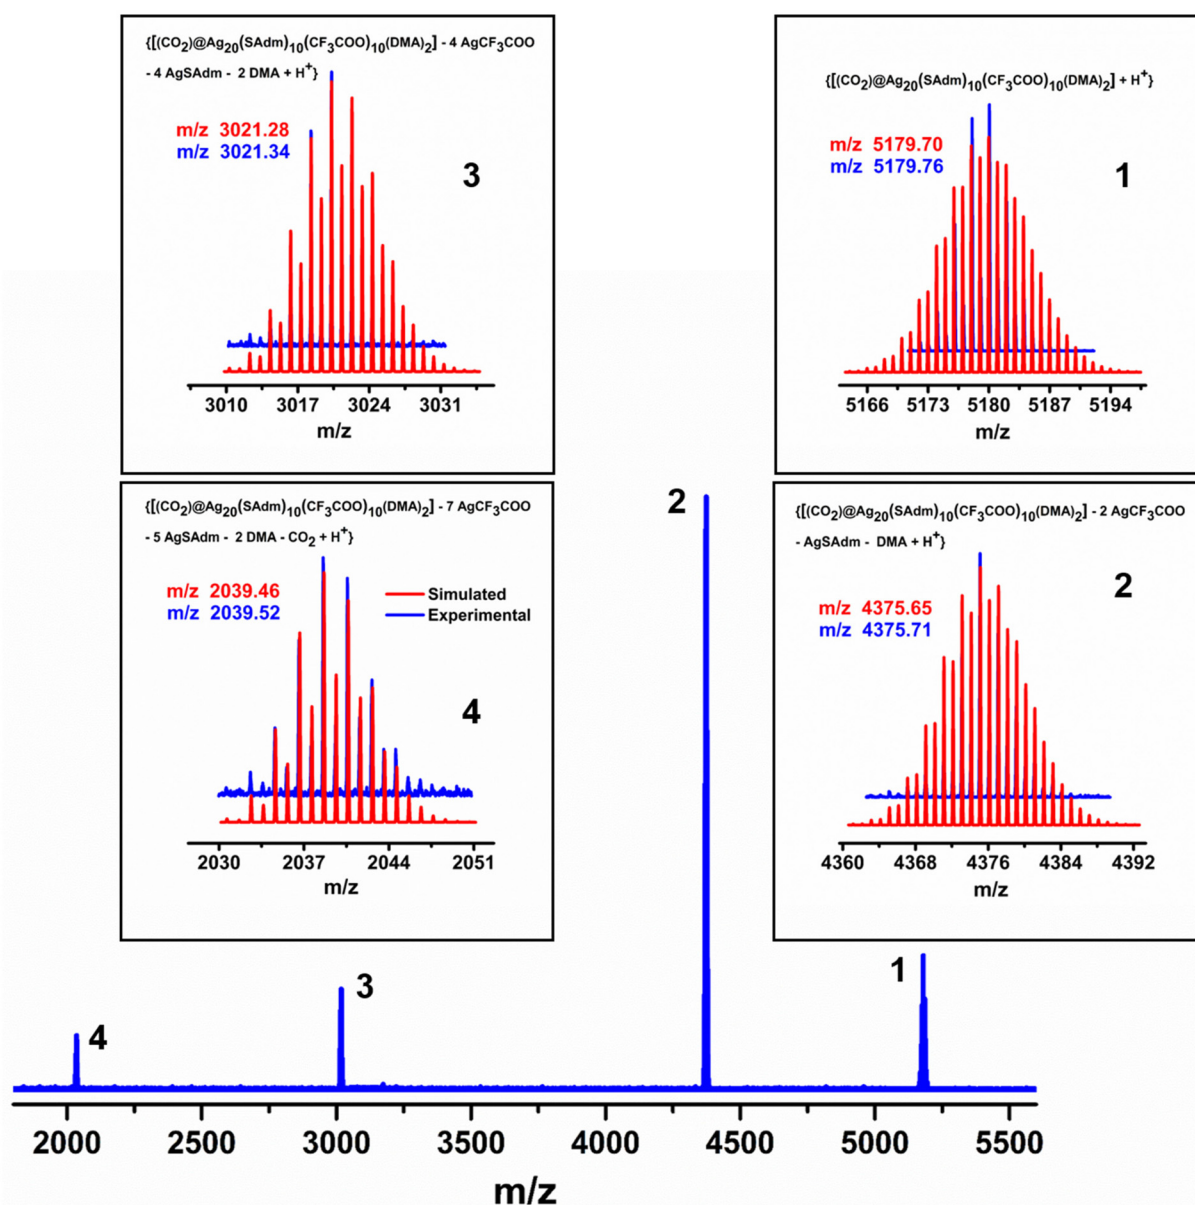 {[(CO2)@Ag20(SAdm)10(CF3COO)10(DMA)2] - 4 AgCF3COO
- 4 AgSAdm - 2 DMA + H+}
m/z 3021.28
m/z 3021.34
3
3010 3017 3024 3031
m/z
{[(CO2)@Ag20(SAdm)10(CF3COO)10(DMA)2] + H+}
m/z 5179.70
m/z 5179.76
1
5166 5173 5180 5187 5194
m/z
{[(CO2)@Ag20(SAdm)10(CF3COO)10(DMA)2] - 7 AgCF3COO
- 5 AgSAdm - 2 DMA - CO2 + H+}
m/z 2039.46
m/z 2039.52
Simulated
Experimental
4
2030 2037 2044 2051
m/z
2
{[(CO2)@Ag20(SAdm)10(CF3COO)10(DMA)2] - 2 AgCF3COO
- AgSAdm - DMA + H+}
m/z 4375.65
m/z 4375.71
2
4360 4368 4376 4384 4392
m/z
4
3
1
2000 2500 3000 3500 4000 4500 5000 5500
m/z